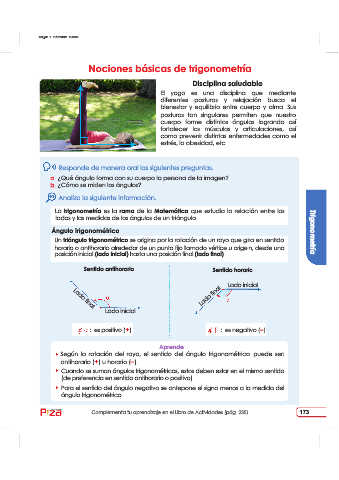 Nociones básicas de trigonometría
Disciplina saludable
El yoga es una disciplina que mediante
diferentes posturas y relajación busca el
bienestar y equilibrio entre cuerpo y alma. Sus
posturas tan singulares permiten que nuestro
cuerpo forme distintos ángulos logrando así
fortalecer los músculos y articulaciones, así
como prevenir distintas enfermedades como el
estrés, la obesidad, etc.
Responde de manera oral las siguientes preguntas.
a ¿Qué ángulo forma con su cuerpo la persona de la imagen?
b ¿Cómo se miden los ángulos?
Analiza la siguiente información.
La trigonometría es la rama de la Matemática que estudia la relación entre los
lados y las medidas de los ángulos de un triángulo.
Ángulo trigonométrico
Un triángulo trigonométrico se origina por la rotación de un rayo que gira en sentido
horario o antihorario alrededor de un punto fijo llamado vértice u origen, desde una
posición inicial (lado inicial) hasta una posición final (lado final).
Sentido antihorario
Lado final
Lado inicial
es positivo (+)
Sentido horario
Lado inicial
Lado final
es negativo (−)
Aprende
Según la rotación del rayo, el sentido del ángulo trigonométrico puede ser:
antihorario (+) u horario (−)
Cuando se suman ángulos trigonométricos, estos deben estar en el mismo sentido
(de preferencia en sentido antihorario o positivo)
Para el sentido del ángulo negativo se antepone el signo menos a la medida del
ángulo trigonométrico
Trigonometría
Complementa tu aprendizaje en el Libro de Actividades (pág. 238)
173